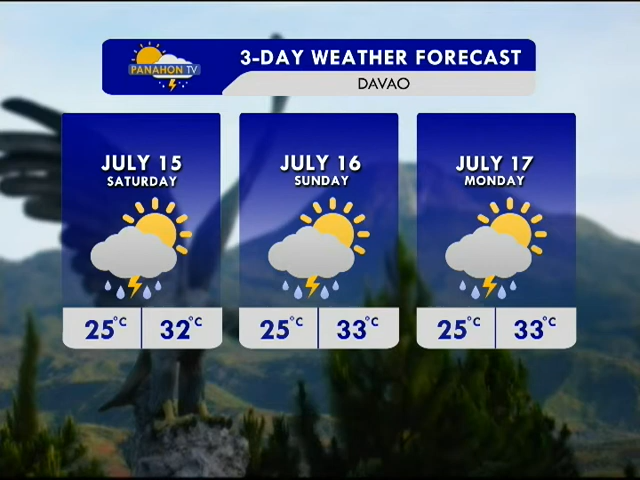 PANAHON TV
3-DAY WEATHER FORECAST
DAVAO
JULY 15
SATURDAY
25°C
32°C
JULY 16
SUNDAY
25°C
33°C
JULY 17
MONDAY
25°C
33°C